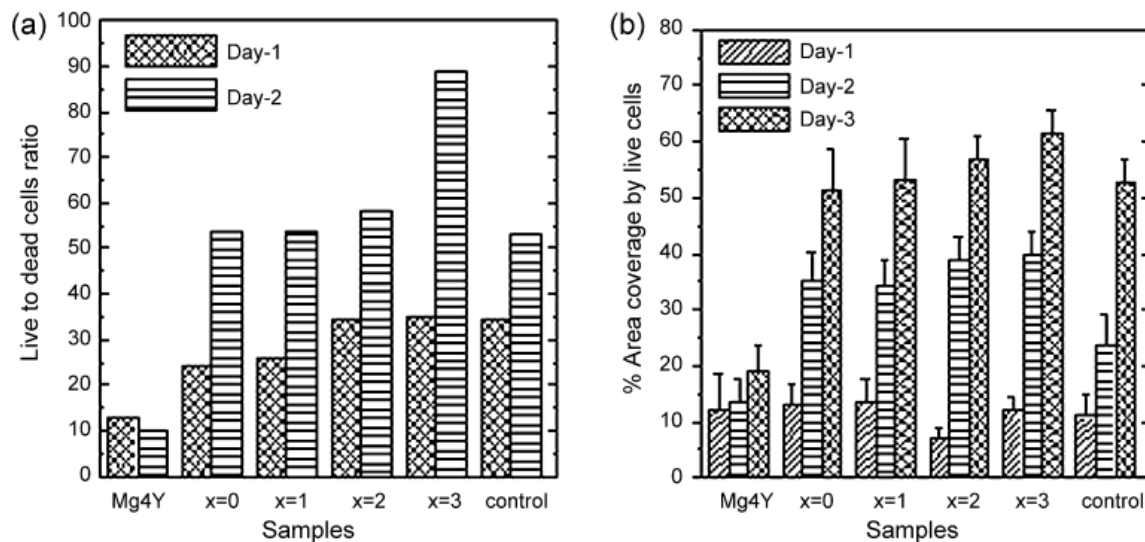 (a)
Live to dead cells ratio
100
90
80
70
60
50
40
30
20
10
0
Day-1
Day-2
Mg4Y x=0 x=1 x=2 x=3 control
Samples
(b)
% Area coverage by live cells
80
70
60
50
40
30
20
10
0
Day-1
Day-2
Day-3
Mg4Y x=0 x=1 x=2 x=3 control
Samples